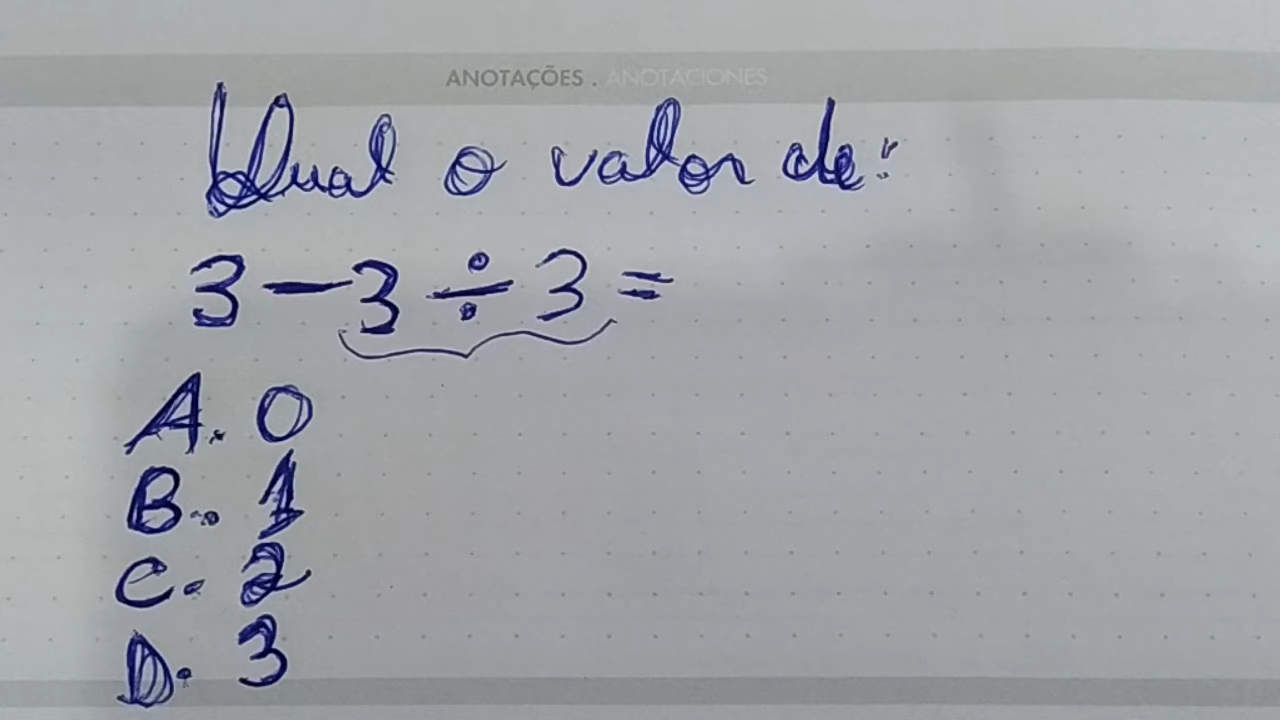 ANOTAÇÕES . ANOTACIONES
Qual o valor de:
3 − 3 ÷ 3 =
A. 0
B. 1
C. 2
D. 3